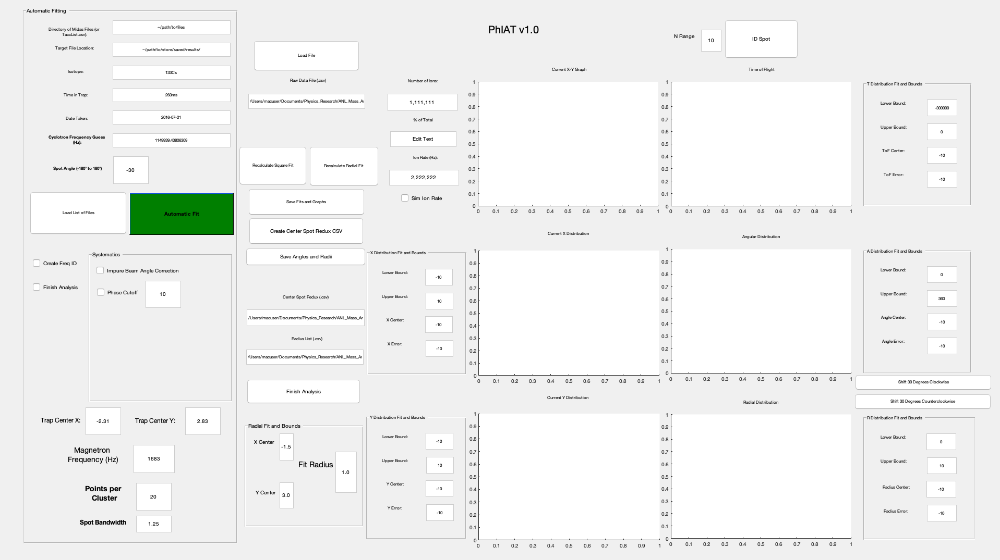 Automatic Fitting
Directory of Midas Files (or
TaccList.csv):
~/path/to/files
Target File Location:
~/path/to/store/saved/results/
Isotope:
133Cs
Time in Trap:
260ms
Date Taken:
2016-07-21
Cyclotron Frequency Guess
(Hz):
1149939.43806309
Spot Angle (-180º to 180º)
-30
Load List of Files
Automatic Fit
Create Freq ID
Finish Analysis
Systematics
Impure Beam Angle Correction
Phase Cutoff
10
Trap Center X:
-2.31
Trap Center Y:
2.83
Magnetron
Frequency (Hz)
1683
Points per
Cluster
20
Spot Bandwidth
1.25
Load File
Raw Data File (.csv)
/Users/macuser/Documents/Physics_Research/ANL_Mass_A
Recalculate Square Fit
Recalculate Radial Fit
Save Fits and Graphs
Create Center Spot Redux CSV
Save Angles and Radii
Center Spot Redux (.csv)
/Users/macuser/Documents/Physics_Research/ANL_Mass_Ar
Radius List (.csv)
/Users/macuser/Documents/Physics_Research/ANL_Mass_A
Finish Analysis
Radial Fit and Bounds
X Center
-1.5
Fit Radius
1.0
Y Center
3.0
Number of Ions:
1,111,111
% of Total
Edit Text
Ion Rate (Hz):
2,222,222
Sim Ion Rate
X Distribution Fit and Bounds
Lower Bound:
-10
Upper Bound:
10
X Center:
-10
X Error:
-10
Y Distribution Fit and Bounds
Lower Bound:
-10
Upper Bound:
10
Y Center:
-10
Y Error:
-10
PhIAT v1.0
N Range
10
ID Spot
Current X-Y Graph
1
0.9
0.8
0.7
0.6
0.5
0.4
0.3
0.2
0.1
0
0 0.1 0.2 0.3 0.4 0.5 0.6 0.7 0.8 0.9 1
Time of Flight
1
0.9
0.8
0.7
0.6
0.5
0.4
0.3
0.2
0.1
0
0 0.1 0.2 0.3 0.4 0.5 0.6 0.7 0.8 0.9 1
Current X Distribution
1
0.9
0.8
0.7
0.6
0.5
0.4
0.3
0.2
0.1
0
0 0.1 0.2 0.3 0.4 0.5 0.6 0.7 0.8 0.9 1
Angular Distribution
1
0.9
0.8
0.7
0.6
0.5
0.4
0.3
0.2
0.1
0
0 0.1 0.2 0.3 0.4 0.5 0.6 0.7 0.8 0.9 1
Current Y Distribution
1
0.9
0.8
0.7
0.6
0.5
0.4
0.3
0.2
0.1
0
0 0.1 0.2 0.3 0.4 0.5 0.6 0.7 0.8 0.9 1
Radial Distribution
1
0.9
0.8
0.7
0.6
0.5
0.4
0.3
0.2
0.1
0
0 0.1 0.2 0.3 0.4 0.5 0.6 0.7 0.8 0.9 1
T Distribution Fit and Bounds
Lower Bound:
-300000
Upper Bound:
0
ToF Center:
-10
ToF Error:
-10
A Distribution Fit and Bounds
Lower Bound:
0
Upper Bound:
360
Angle Center:
-10
Angle Error:
-10
Shift 30 Degrees Clockwise
Shift 30 Degrees Counterclockwise
R Distribution Fit and Bounds
Lower Bound:
0
Upper Bound:
10
Radius Center:
-10
Radius Error:
-10